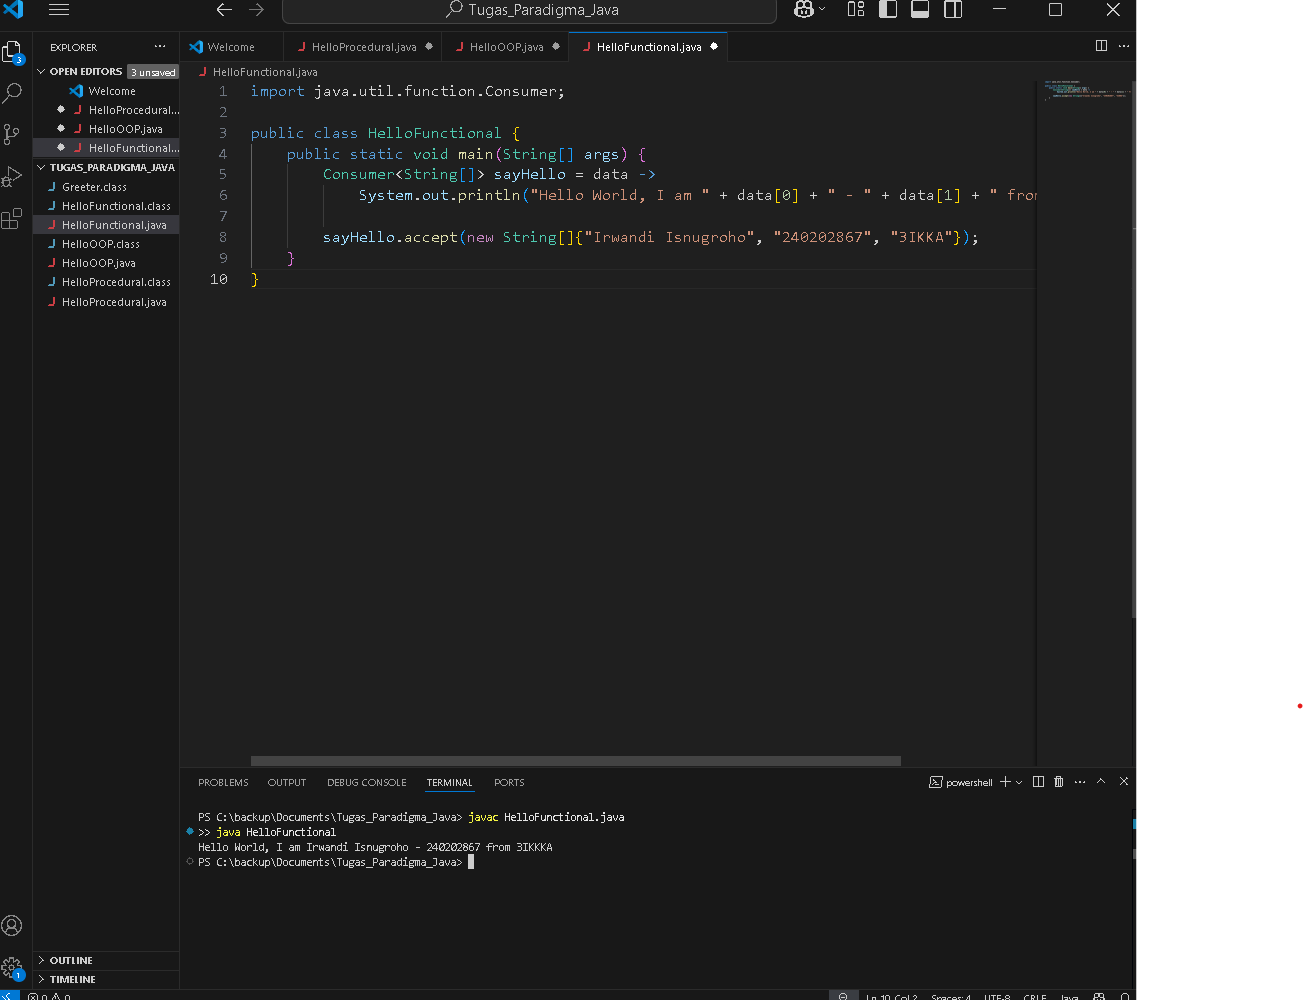 Tugas_Paradigma_Java
EXPLORER
OPEN EDITORS 3 unsaved
Welcome
HelloProcedural...
HelloOOP.java
HelloFunctional...
TUGAS_PARADIGMA_JAVA
Greeter.class
HelloFunctional.class
HelloFunctional.java
HelloOOP.class
HelloOOP.java
HelloProcedural.class
HelloProcedural.java
OUTLINE
TIMELINE
Welcome HelloProcedural.java HelloOOP.java HelloFunctional.java
HelloFunctional.java
1 import java.util.function.Consumer;
2
3 public class HelloFunctional {
4 public static void main(String[] args) {
5 Consumer<String[]> sayHello = data ->
6 System.out.println("Hello World, I am " + data[0] + " - " + data[1] + " from
7
8 sayHello.accept(new String[]{"Irwandi Isnugroho", "240202867", "3IKKA"});
9 }
10 }
PROBLEMS OUTPUT DEBUG CONSOLE TERMINAL PORTS
powershell
PS C:\backup\Documents\Tugas_Paradigma_Java> javac HelloFunctional.java
>> java HelloFunctional
Hello World, I am Irwandi Isnugroho - 240202867 from 3IKKKA
PS C:\backup\Documents\Tugas_Paradigma_Java>
3
1
0 0 Ln 10, Col 2 Spaces: 4 UTF-8 CRLF Java